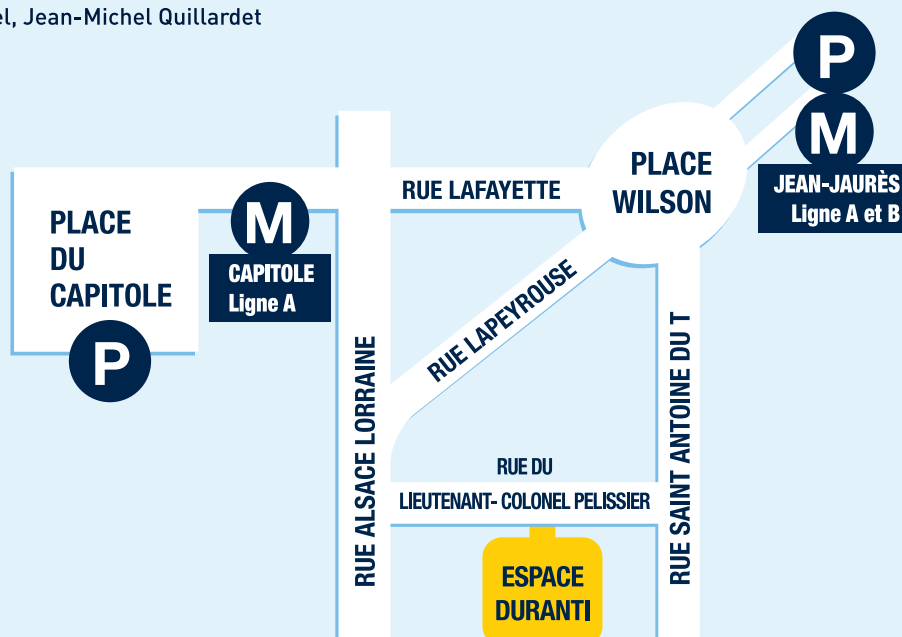 el, Jean-Michel Quillardet
P
M
JEAN-JAURÈS
Ligne A et B
PLACE
WILSON
RUE LAFAYETTE
M
CAPITOLE
Ligne A
PLACE
DU
CAPITOLE
P
RUE LAPEYROUSE
RUE ALSACE LORRAINE
RUE SAINT ANTOINE DU T
RUE DU
LIEUTENANT- COLONEL PELISSIER
ESPACE
DURANTI